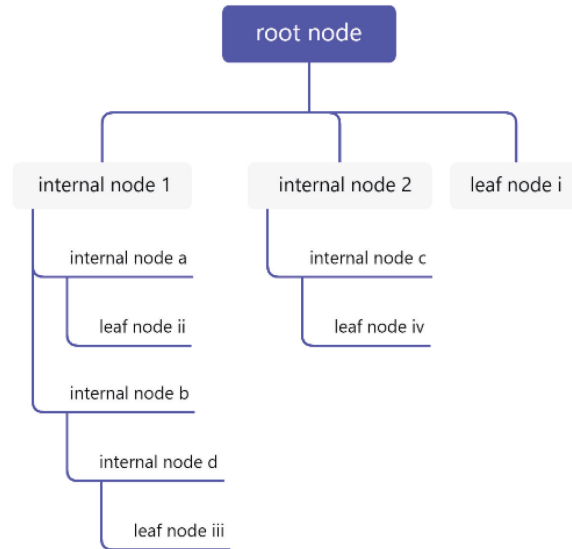 root node
internal node 1
internal node 2
leaf node i
internal node a
internal node c
leaf node ii
leaf node iv
internal node b
internal node d
leaf node iii